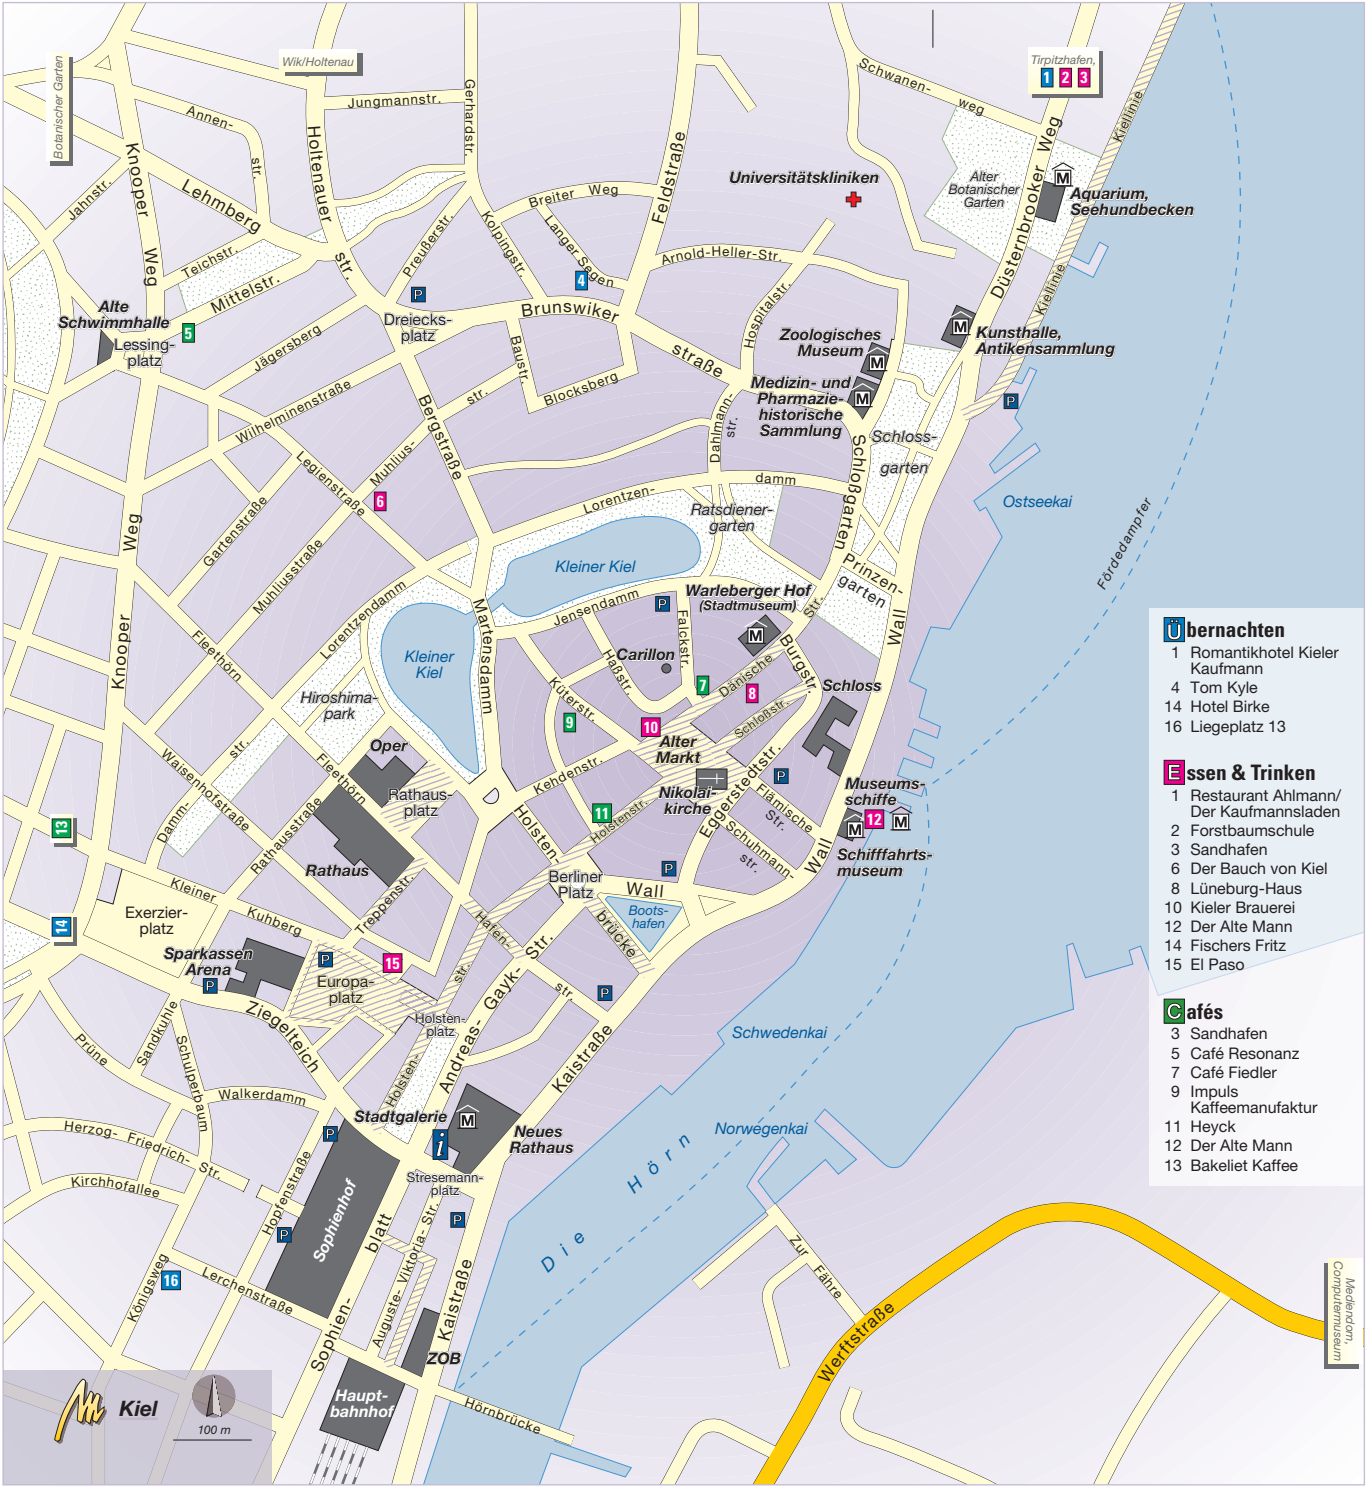 Wik/Holtenau
Botanischer Garten
Tirpitzhafen,
1 2 3
Schwanen-
weg
Jungmannstr.
Gerhardstr.
Annen-
str.
Holtenauer
str.
Knooper
Weg
Lehmberg
Jahnstr.
Feldstraße
Kiellinie
Düsternbrooker Weg
Universitätskliniken
Alter
Botanischer
Garten
M
Aquarium,
Seehundbecken
Breiter Weg
Kolpingstr.
Langer Segen
Preußerstr.
Teichstr.
Mittelstr.
Arnold-Heller-Str.
Hospitalstr.
Kiellinie
4
P
Alte
Schwimmhalle
5
Lessing-
platz
Dreiecks-
platz
Brunswiker
straße
Jägersberg
Baustr.
Blocksberg
Zoologisches
Museum
M
M
Kunsthalle,
Antikensammlung
Medizin- und
Pharmazie-
historische
Sammlung
M
P
Wilhelminenstraße
Bergstraße
Muhlius-
str.
Dahlmann-
str.
Legienstraße
6
Schloss-
garten
Schloßgarten
Lorentzen-
damm
Ratsdiener-
garten
Ostseekai
Fördedampfer
Gartenstraße
Muhliusstraße
Knooper
Weg
Kleiner Kiel
Prinzen-
garten
Warleberger Hof
(Stadtmuseum)
M
Jensendamm
P
Falckstr.
Str.
Wall
Lorentzendamm
Fleethörn
Martensdamm
Kleiner
Kiel
Carillon
Haßstr.
Küterstr.
7
Dänische
8
Burgstr.
Schloss
Hiroshima-
park
9
10
Schloßstr.
Alter
Markt
Oper
Fleethörn
Waisenhofstraße
Damm-
str.
Rathaus-
platz
Kehdenstr.
Nikolai-
kirche
P
Eggerstedtstr.
Flämische
Str.
Museums-
schiffe
M
12
M
Schifffahrts-
museum
Rathausstraße
Rathaus
11
Holstenstr.
Holsten-
brücke
Schuhmann-
str.
Wall
13
Berliner
Platz
P
Wall
Boots-
hafen
Kleiner
Kuhberg
Exerzier-
platz
Treppenstr.
Hafen-
str.
14
Sparkassen
Arena
P
P
15
Europa-
platz
Andreas- Gayk- Str.
str.
P
Ziegelteich
Holsten-
platz
Holsten-
Schwedenkai
Kaistraße
Prüne
Sandkuhle
Schulperbaum
Walkerdamm
Stadtgalerie
M
Neues
Rathaus
P
i
Norwegenkai
Herzog- Friedrich- Str.
Kirchhofallee
Hopfenstraße
Sophienhof
Stresemann-
platz
P
P
Die Hörn
Königsweg
16
Lerchenstraße
Sophien-
blatt
Auguste- Viktoria- Str.
Kaistraße
ZOB
Haupt-
bahnhof
Hörnbrücke
Zur Fähre
Werftstraße
Mediendom,
Computermuseum
Kiel
100 m
Übernachten
1 Romantikhotel Kieler
Kaufmann
4 Tom Kyle
14 Hotel Birke
16 Liegeplatz 13
Essen & Trinken
1 Restaurant Ahlmann/
Der Kaufmannsladen
2 Forstbaumschule
3 Sandhafen
6 Der Bauch von Kiel
8 Lüneburg-Haus
10 Kieler Brauerei
12 Der Alte Mann
14 Fischers Fritz
15 El Paso
Cafés
3 Sandhafen
5 Café Resonanz
7 Café Fiedler
9 Impuls
Kaffeemanufaktur
11 Heyck
12 Der Alte Mann
13 Bakeliet Kaffee